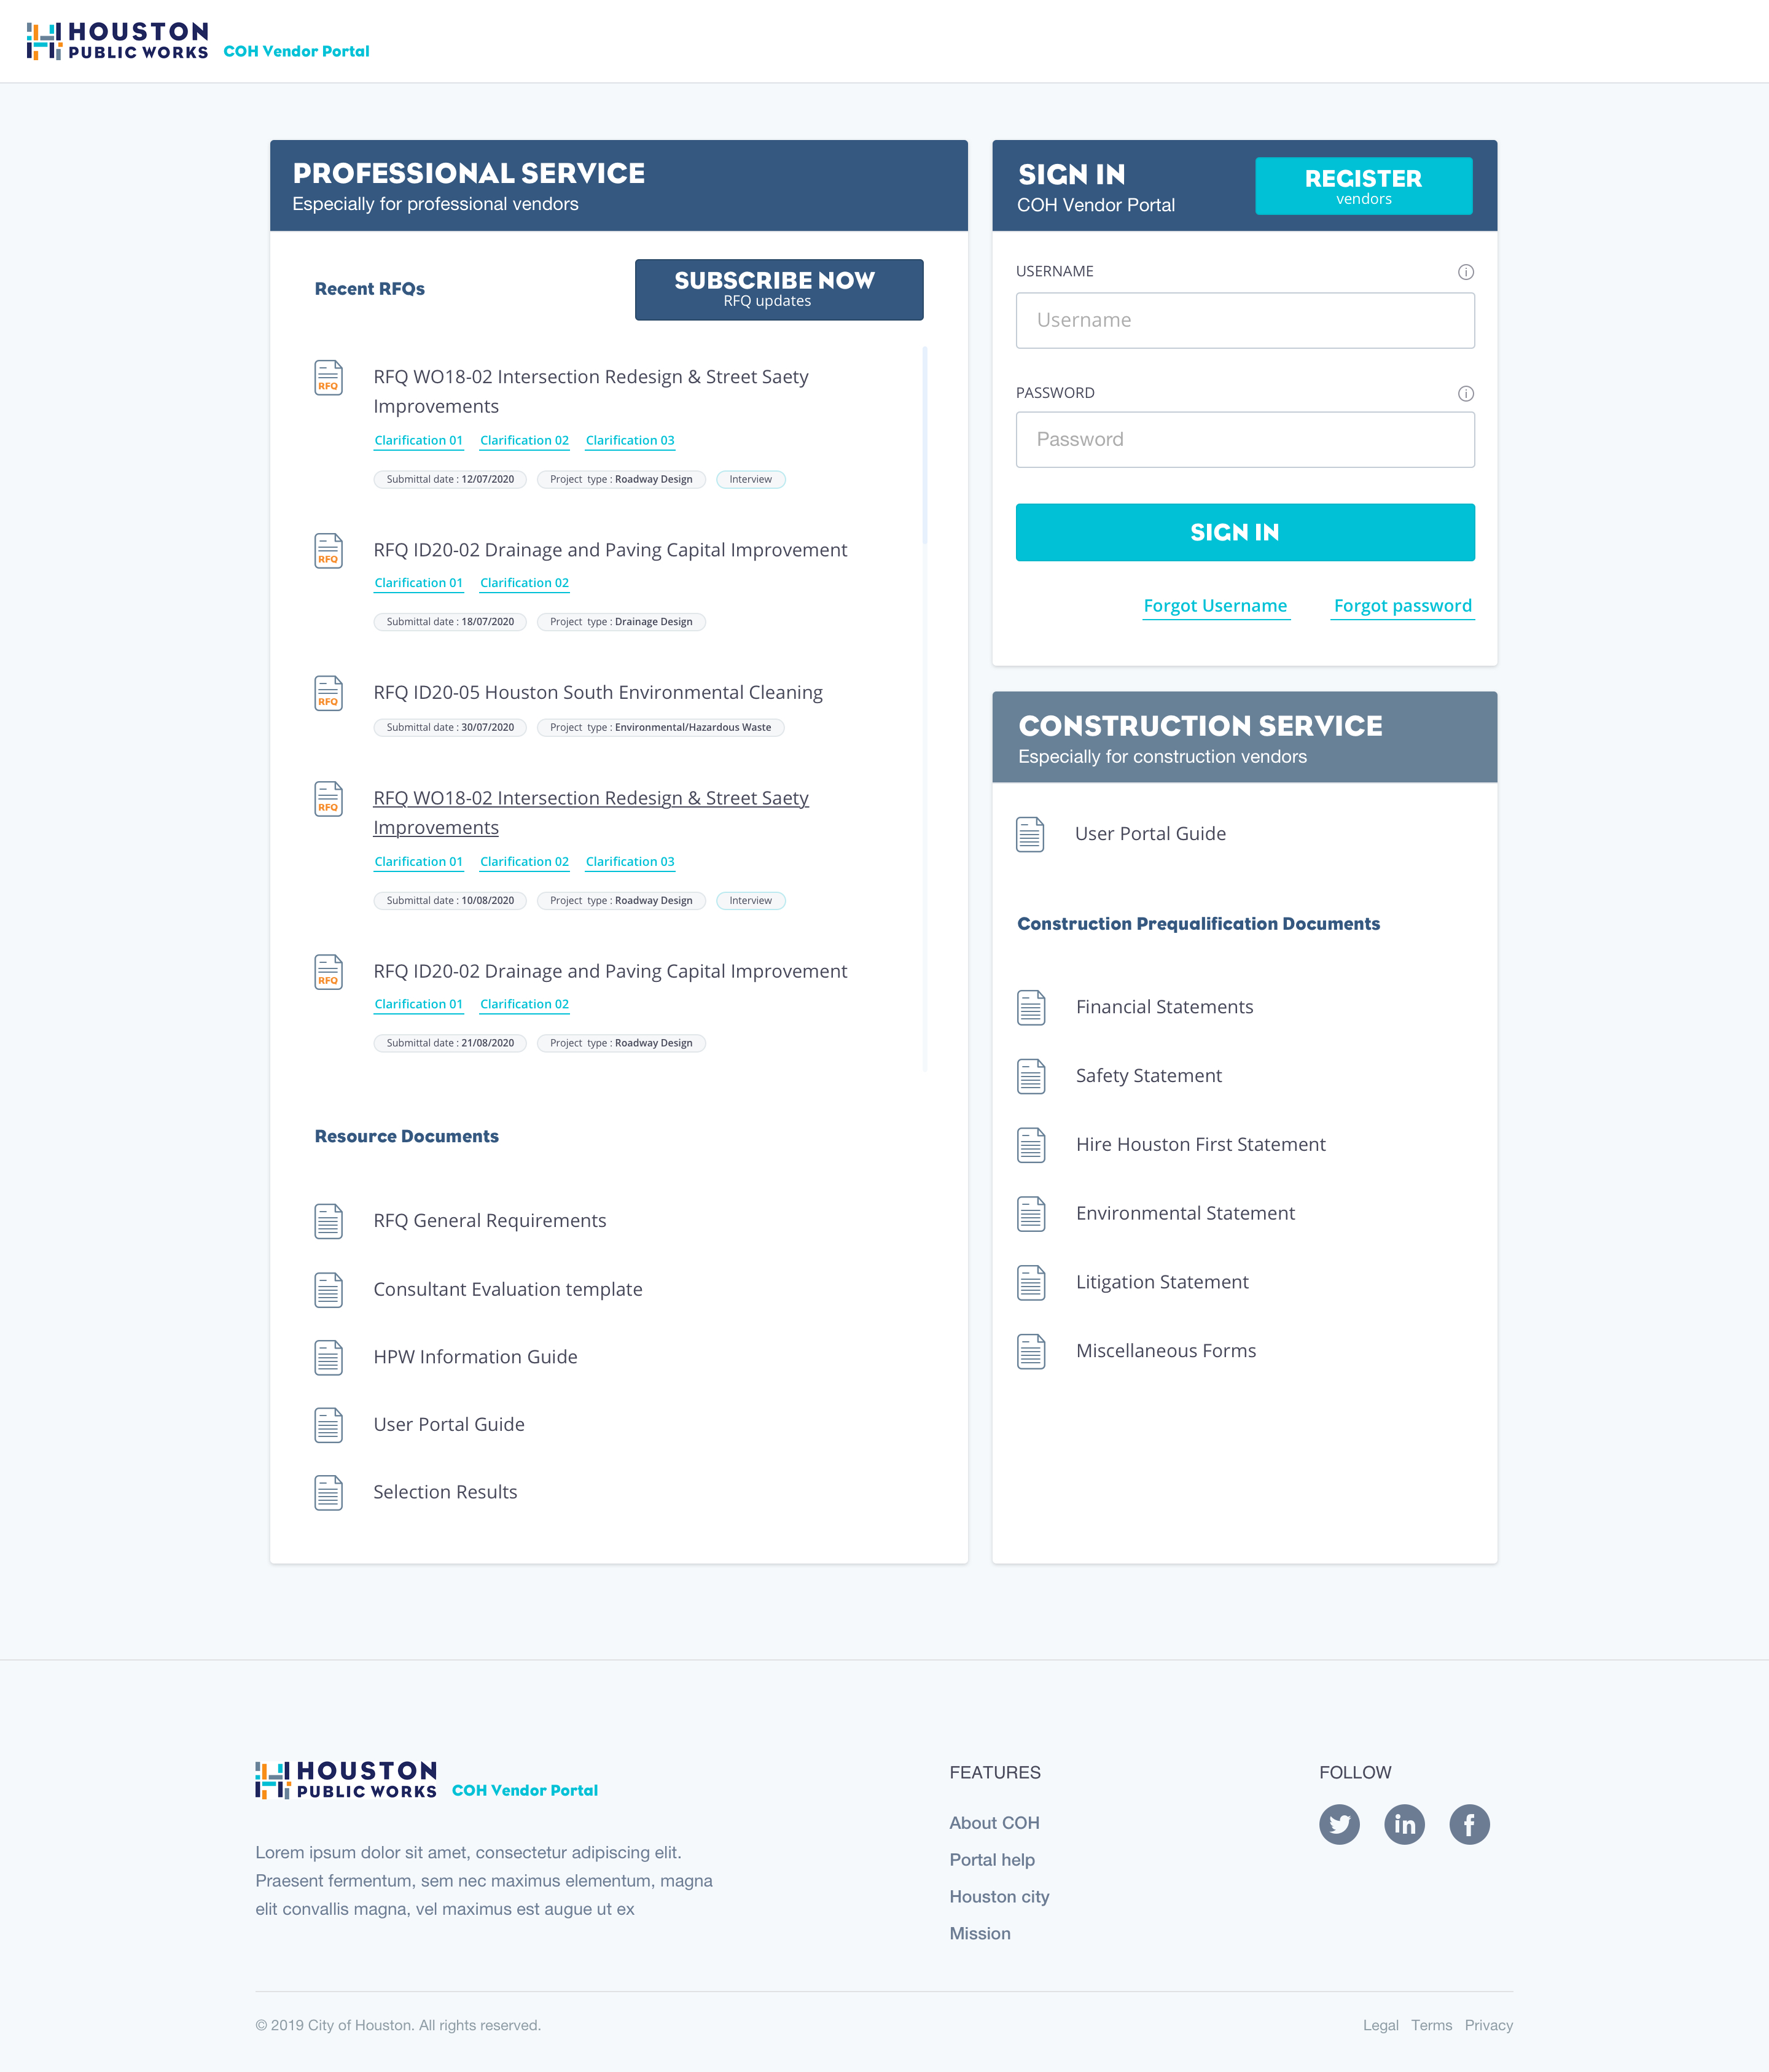 HOUSTON
PUBLIC WORKS
COH Vendor Portal
PROFESSIONAL SERVICE
Especially for professional vendors
Recent RFQs
SUBSCRIBE NOW
RFQ updates
RFQ
RFQ WO18-02 Intersection Redesign & Street Saety
Improvements
Clarification 01 Clarification 02 Clarification 03
Submittal date : 12/07/2020 Project type : Roadway Design Interview
RFQ
RFQ ID20-02 Drainage and Paving Capital Improvement
Clarification 01 Clarification 02
Submittal date : 18/07/2020 Project type : Drainage Design
RFQ
RFQ ID20-05 Houston South Environmental Cleaning
Submittal date : 30/07/2020 Project type : Environmental/Hazardous Waste
RFQ
RFQ WO18-02 Intersection Redesign & Street Saety
Improvements
Clarification 01 Clarification 02 Clarification 03
Submittal date : 10/08/2020 Project type : Roadway Design Interview
RFQ
RFQ ID20-02 Drainage and Paving Capital Improvement
Clarification 01 Clarification 02
Submittal date : 21/08/2020 Project type : Roadway Design
Resource Documents
RFQ General Requirements
Consultant Evaluation template
HPW Information Guide
User Portal Guide
Selection Results
SIGN IN
COH Vendor Portal
REGISTER
vendors
USERNAME
Username
PASSWORD
Password
SIGN IN
Forgot Username Forgot password
CONSTRUCTION SERVICE
Especially for construction vendors
User Portal Guide
Construction Prequalification Documents
Financial Statements
Safety Statement
Hire Houston First Statement
Environmental Statement
Litigation Statement
Miscellaneous Forms
HOUSTON
PUBLIC WORKS
COH Vendor Portal
Lorem ipsum dolor sit amet, consectetur adipiscing elit.
Praesent fermentum, sem nec maximus elementum, magna
elit convallis magna, vel maximus est augue ut ex
FEATURES
About COH
Portal help
Houston city
Mission
FOLLOW
in
f
© 2019 City of Houston. All rights reserved.
Legal Terms Privacy